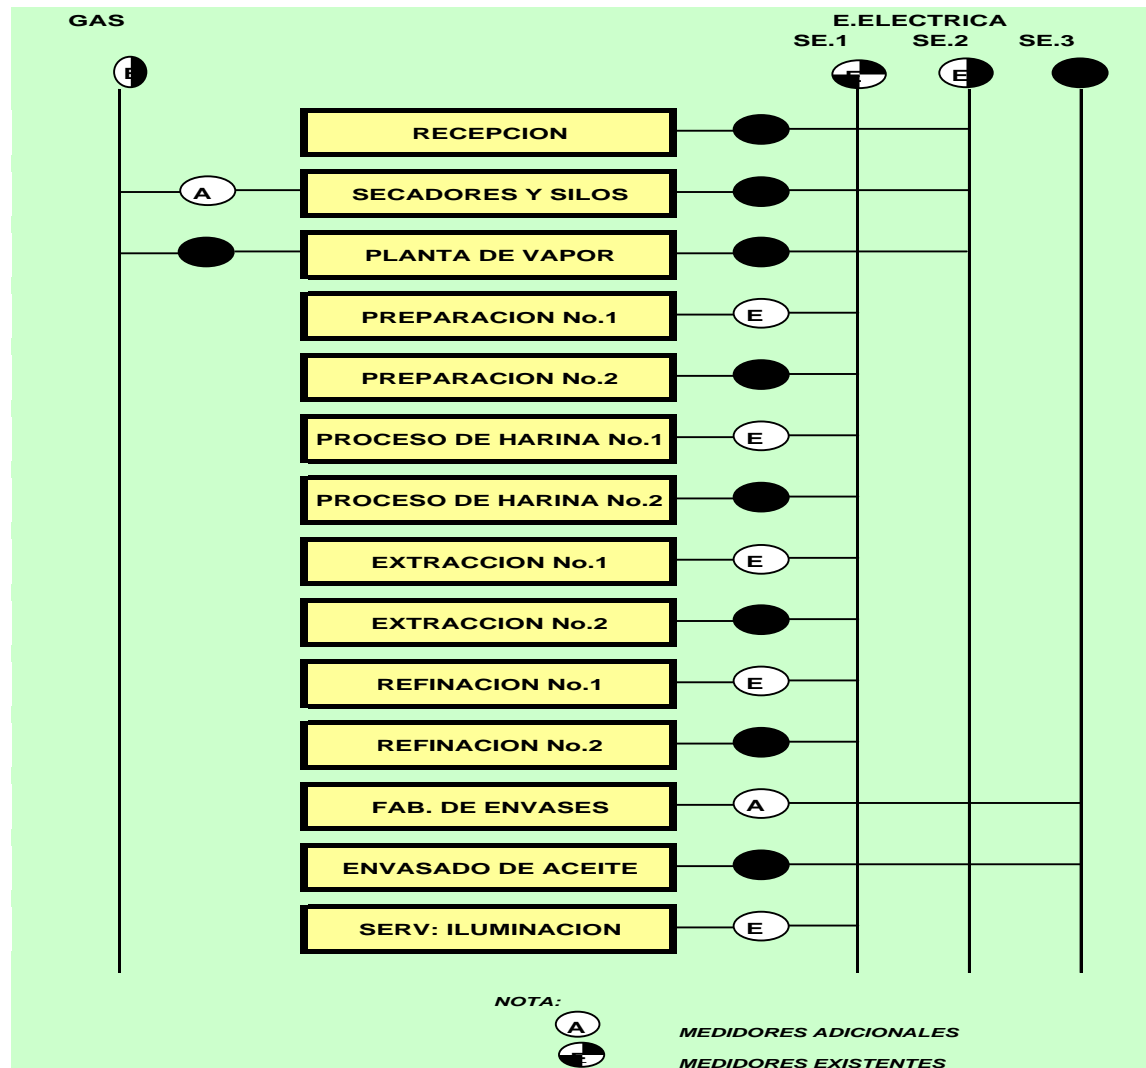 GAS E.ELECTRICA
SE.1 SE.2 SE.3
E E E
RECEPCION
A SECADORES Y SILOS
PLANTA DE VAPOR
PREPARACION No.1 E
PREPARACION No.2
PROCESO DE HARINA No.1 E
PROCESO DE HARINA No.2
EXTRACCION No.1 E
EXTRACCION No.2
REFINACION No.1 E
REFINACION No.2
FAB. DE ENVASES A
ENVASADO DE ACEITE
SERV: ILUMINACION E
NOTA:
A MEDIDORES ADICIONALES
E MEDIDORES EXISTENTES